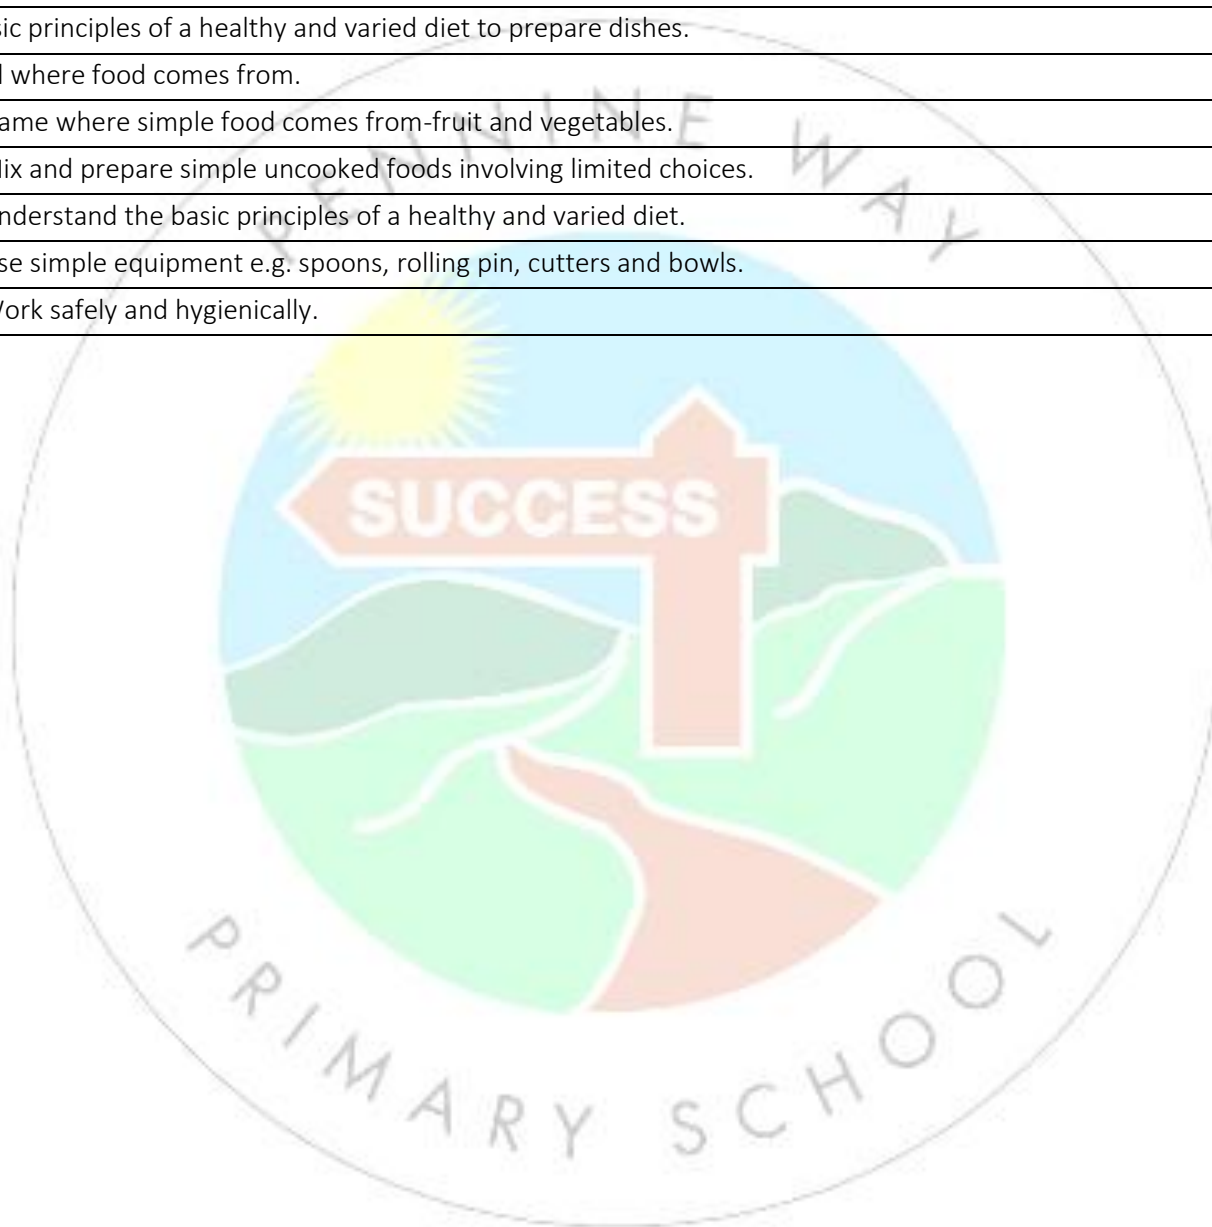 sic principles of a healthy and varied diet to prepare dishes.
d where food comes from.
ame where simple food comes from-fruit and vegetables.
ix and prepare simple uncooked foods involving limited choices.
nderstand the basic principles of a healthy and varied diet.
se simple equipment e.g. spoons, rolling pin, cutters and bowls.
ork safely and hygienically.
PENNINE WAY
SUCCESS
PRIMARY SCHOOL